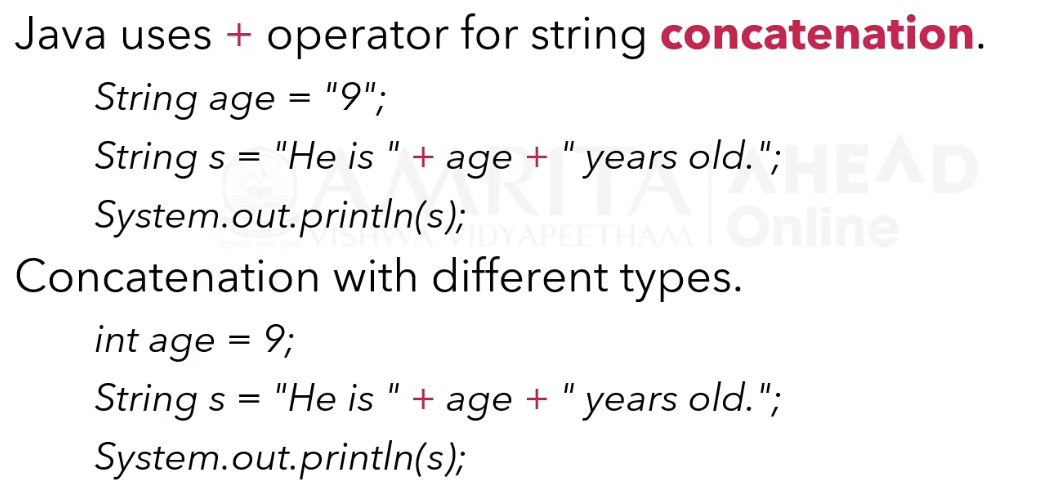 Java uses + operator for string concatenation.
String age = "9";
String s = "He is " + age + " years old.";
System.out.println(s);
Concatenation with different types.
int age = 9;
String s = "He is " + age + " years old.";
System.out.println(s);
AMRITA
VISHWA VIDYAPEETHAM
AHEAD
Online